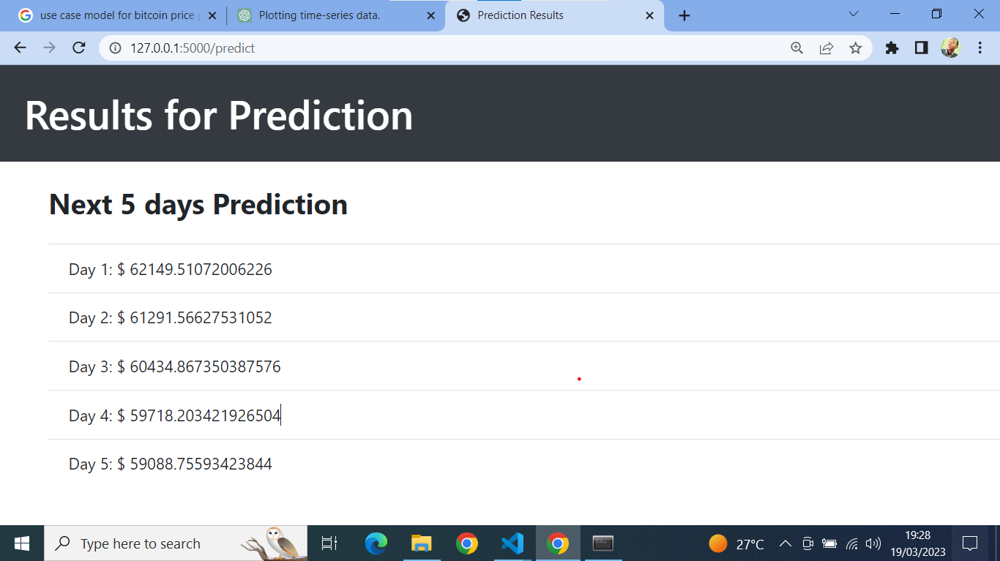 use case model for bitcoin price
Plotting time-series data.
Prediction Results
127.0.0.1:5000/predict
Results for Prediction
Next 5 days Prediction
Day 1: $ 62149.51072006226
Day 2: $ 61291.56627531052
Day 3: $ 60434.867350387576
Day 4: $ 59718.203421926504
Day 5: $ 59088.75593423844
Type here to search
27°C
19:28
19/03/2023